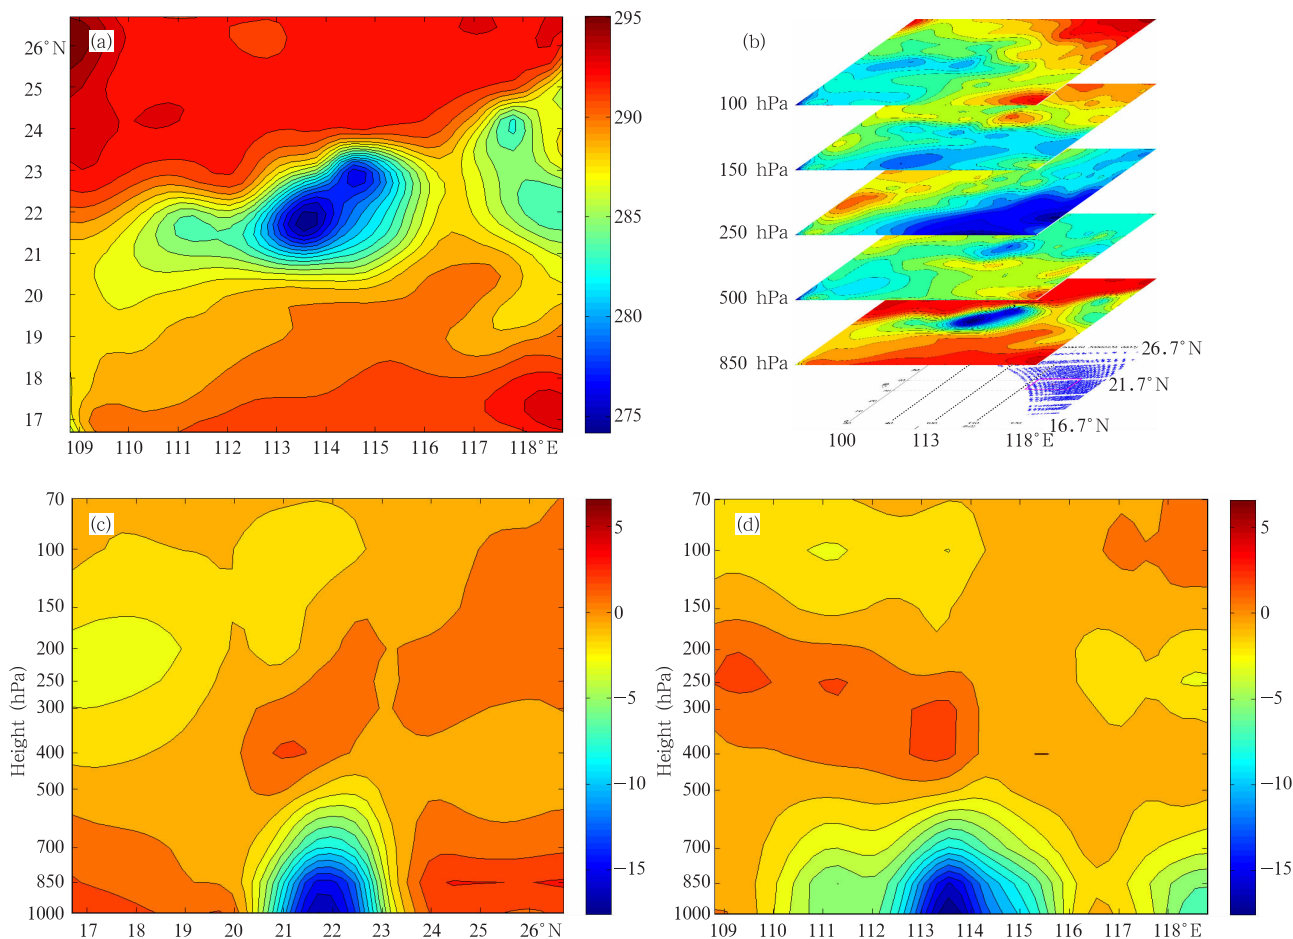 (a)
26°N
25
24
23
22
21
20
19
18
17
109 110 111 112 113 114 115 116 117 118°E
295
290
285
280
275
(b)
100 hPa
150 hPa
250 hPa
500 hPa
850 hPa
26.7°N
21.7°N
16.7°N
100 113 118°E
(c)
Height (hPa)
70
100
150
200
250
300
400
500
700
850
1000
17 18 19 20 21 22 23 24 25 26°N
5
0
−5
−10
−15
(d)
Height (hPa)
70
100
150
200
250
300
400
500
700
850
1000
109 110 111 112 113 114 115 116 117 118°E
5
0
−5
−10
−15